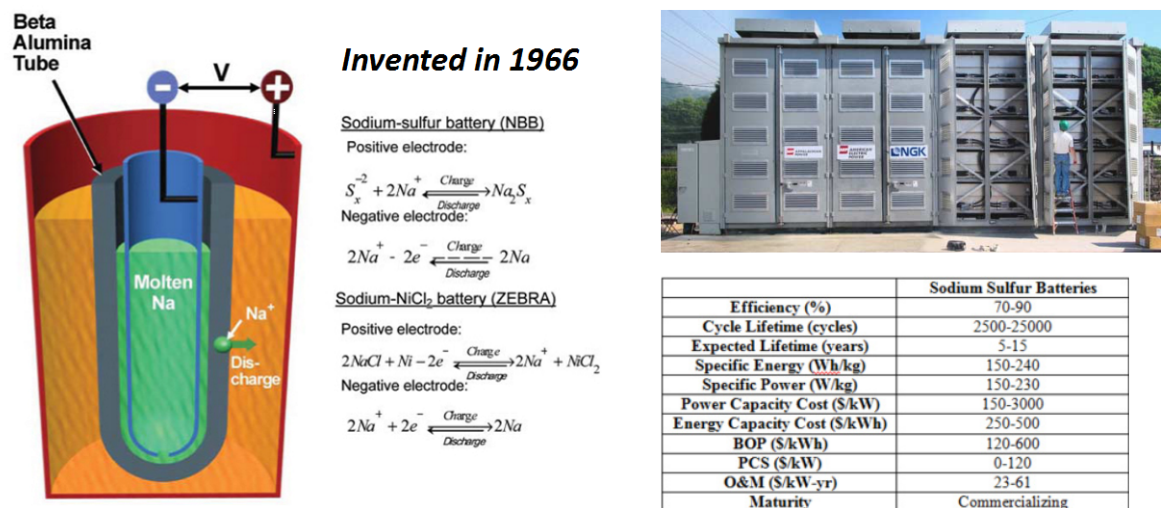 Beta
Alumina
Tube
-
V
+
Molten
Na
Na⁺
Dis-
charge
Invented in 1966
Sodium-sulfur battery (NBB)
Positive electrode:
Sₓ⁻² + 2Na⁺ Charge ⟷ Discharge Na₂Sₓ
Negative electrode:
2Na⁺ - 2e⁻ Charge ⟷ Discharge 2Na
Sodium-NiCl₂ battery (ZEBRA)
Positive electrode:
2NaCl + Ni – 2e⁻ Charge ⟷ Discharge 2Na⁺ + NiCl₂
Negative electrode:
2Na⁺ + 2e⁻ Charge ⟷ Discharge 2Na
AMERICAN ELECTRIC POWER
NGK
Sodium Sulfur Batteries
Efficiency (%) 70-90
Cycle Lifetime (cycles) 2500-25000
Expected Lifetime (years) 5-15
Specific Energy (Wh/kg) 150-240
Specific Power (W/kg) 150-230
Power Capacity Cost ($/kW) 150-3000
Energy Capacity Cost ($/kWh) 250-500
BOP ($/kWh) 120-600
PCS ($/kW) 0-120
O&M ($/kW-yr) 23-61
Maturity Commercializing